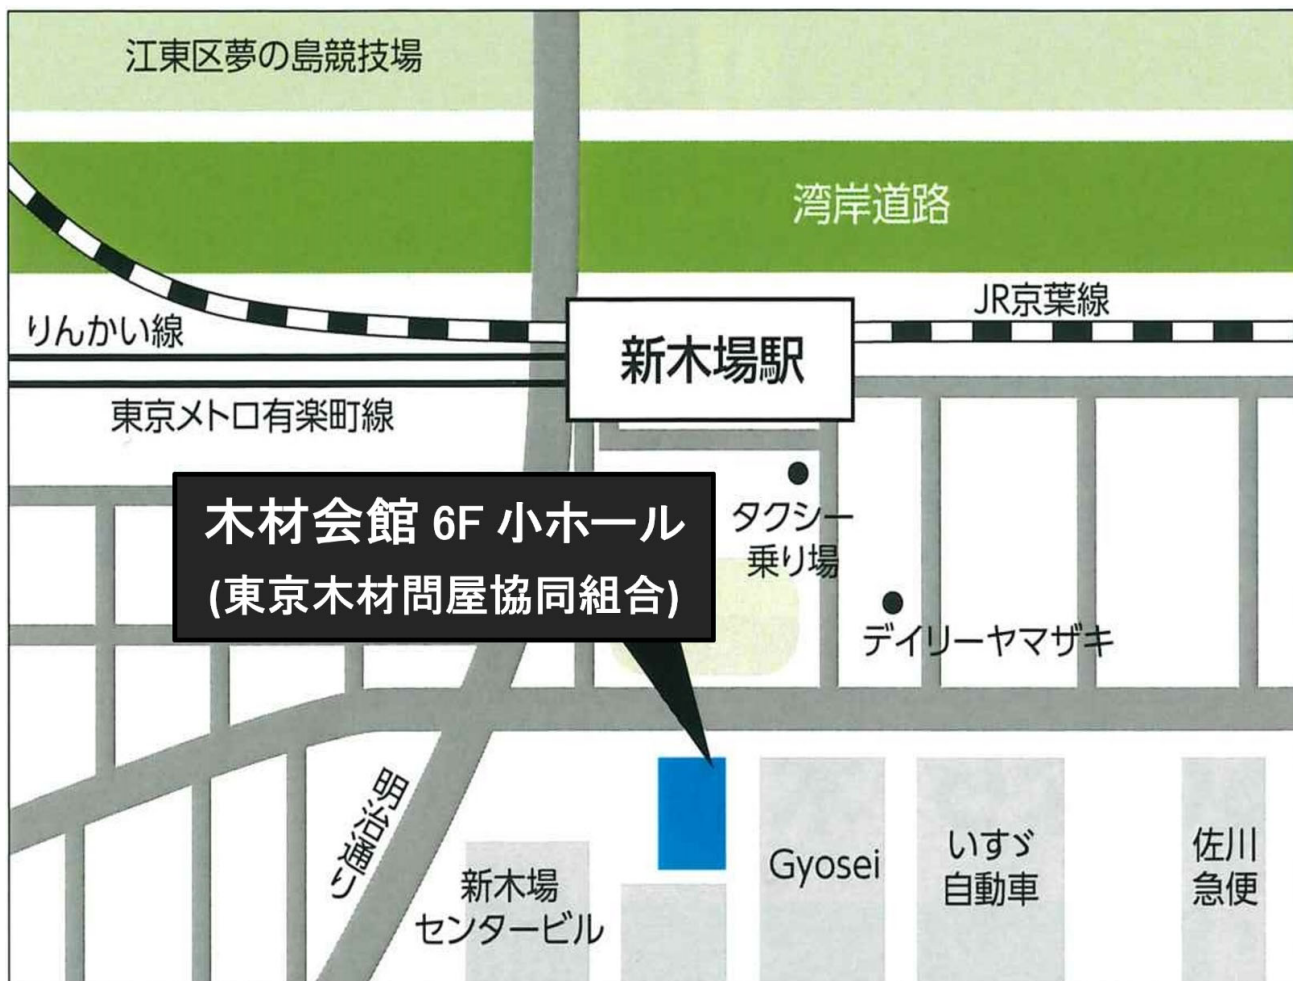 江東区夢の島競技場
湾岸道路
JR京葉線
りんかい線
新木場駅
東京メトロ有楽町線
木材会館 6F 小ホール
(東京木材問屋協同組合)
タクシー
乗り場
デイリーヤマザキ
明治通り
新木場
センタービル
Gyosei
いすゞ
自動車
佐川
急便